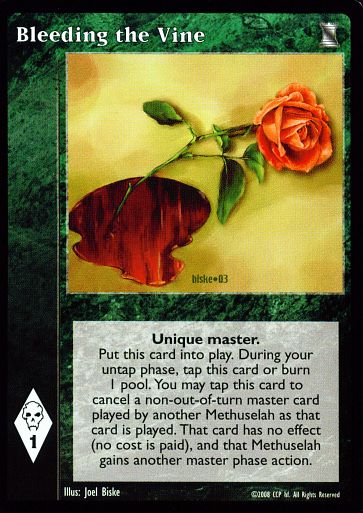 Bleeding the Vine
biske•03
Unique master.
Put this card into play. During your
untap phase, tap this card or burn
1 pool. You may tap this card to
cancel a non-out-of-turn master card
played by another Methuselah as that
card is played. That card has no effect
(no cost is paid), and that Methuselah
gains another master phase action.
1
Illus: Joel Biske
©2008 CCP hf. All Rights Reserved